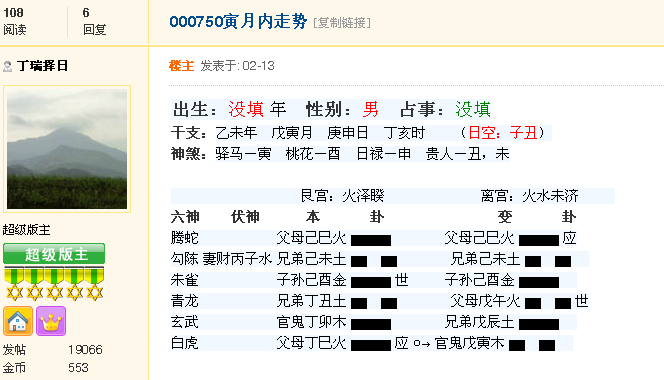 108
6
阅读
回复
000750寅月内走势 [复制链接]
丁瑞择日
楼主 发表于: 02-13
出生：没填 年 性别：男 占事：没填
干支：乙未年 戊寅月 庚申日 丁亥时 （日空：子丑）
神煞：驿马—寅 桃花—酉 日禄—申 贵人—丑，未
艮宫：火泽睽 离宫：火水未济
六神 伏神 本 卦 变 卦
腾蛇 父母己巳火 父母己巳火 应
勾陈 妻财丙子水 兄弟己未土 兄弟己未土
朱雀 子孙己酉金 世 子孙己酉金
青龙 兄弟丁丑土 父母戊午火 世
玄武 官鬼丁卯木 兄弟戊辰土
白虎 父母丁巳火 应 o→ 官鬼戊寅木
超级版主
超级版主
发帖 19066
金币 553